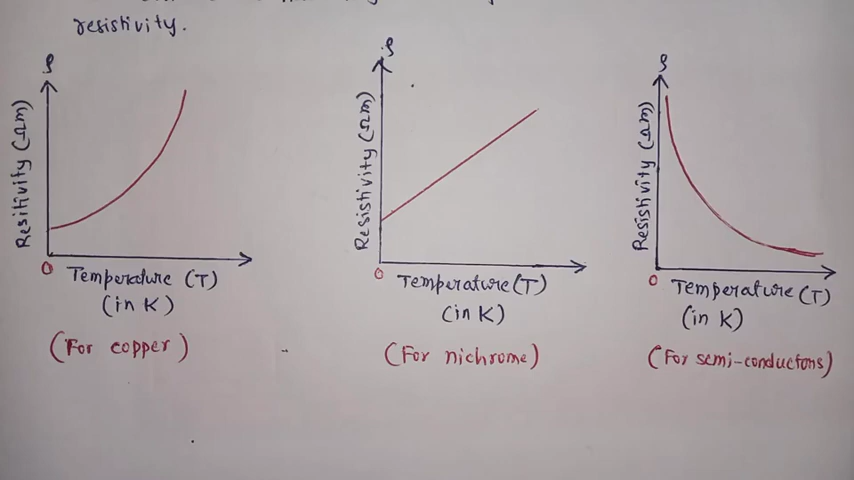 resistivity.
ρ
Resitivity (Ωm)
0
Temperature (T)
(in K)
(For copper)
ρ
Resistivity (Ωm)
0
Temperature (T)
(in K)
(For nichrome)
ρ
Resistivity (Ωm)
0
Temperature (T)
(in K)
(For semi-conductors)